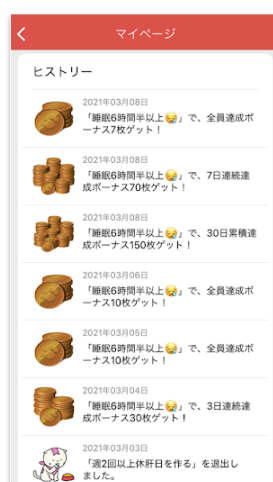 マイページ
ヒストリー
2021年03月08日
「睡眠6時間半以上😪」で、全員達成ボ
ーナス7枚ゲット！
2021年03月08日
「睡眠6時間半以上😪」で、7日連続達
成ボーナス70枚ゲット！
2021年03月08日
「睡眠6時間半以上😪」で、30日累積達
成ボーナス150枚ゲット！
2021年03月06日
「睡眠6時間半以上😪」で、全員達成ボ
ーナス10枚ゲット！
2021年03月05日
「睡眠6時間半以上😪」で、全員達成ボ
ーナス10枚ゲット！
2021年03月04日
「睡眠6時間半以上😪」で、3日連続達
成ボーナス30枚ゲット！
2021年03月03日
「週2回以上休肝日を作る」を退出し
ました。